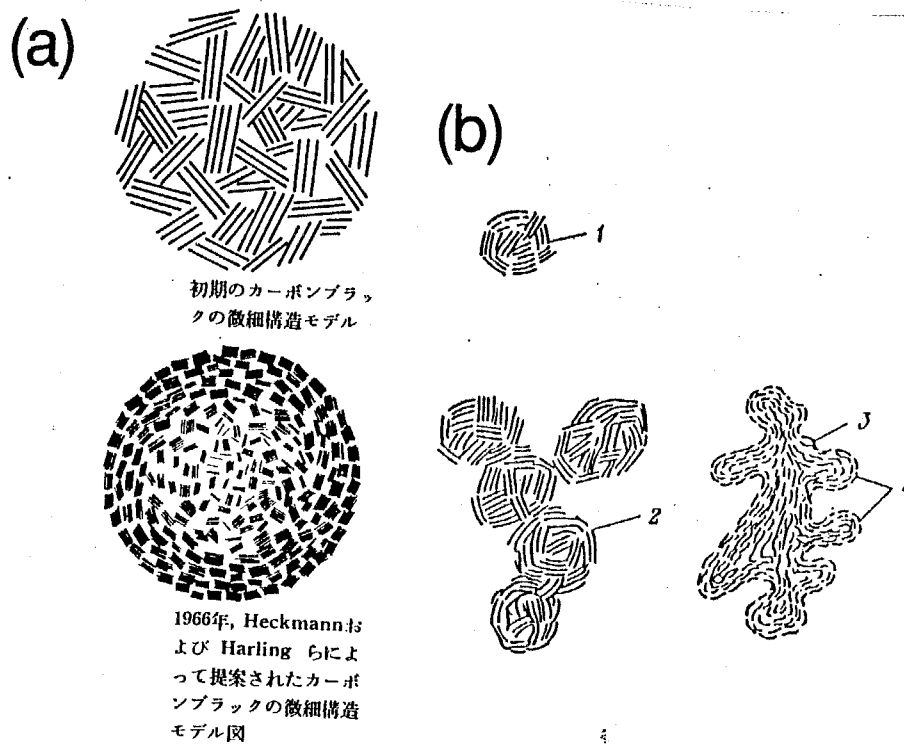 (a)
初期のカーボンブラッ
クの微細構造モデル
1966年, Heckmannお
よび Harling らによ
って提案されたカーボ
ンブラックの微細構造
モデル図
(b)
1
2
3